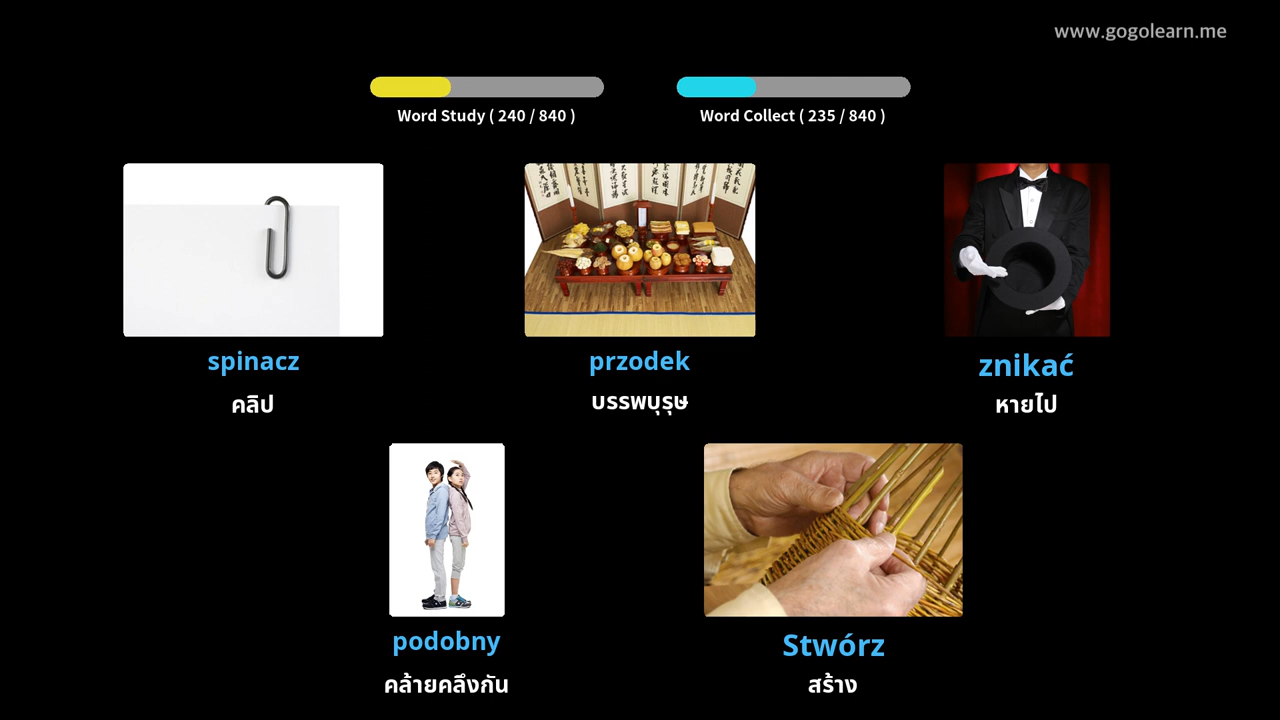 www.gogolearn.me
Word Study ( 240 / 840 )
Word Collect ( 235 / 840 )
spinacz
คลิป
przodek
บรรพบุรุษ
znikać
หายไป
podobny
คล้ายคลึงกัน
Stwórz
สร้าง